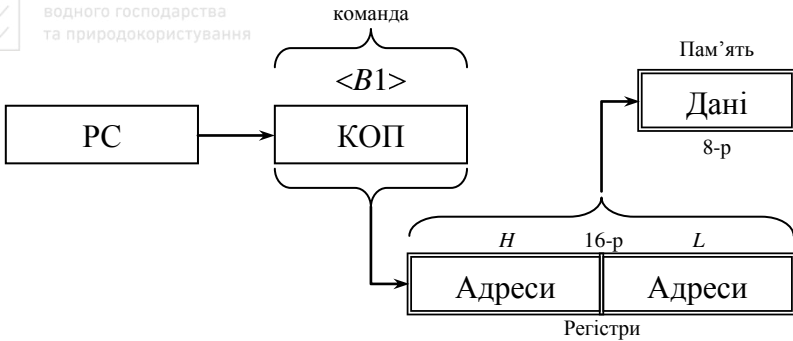 водного господарства
та природокористування
команда
<B1>
Пам’ять
PC
КОП
Дані
8-р
H 16-р L
Адреси Адреси
Регістри